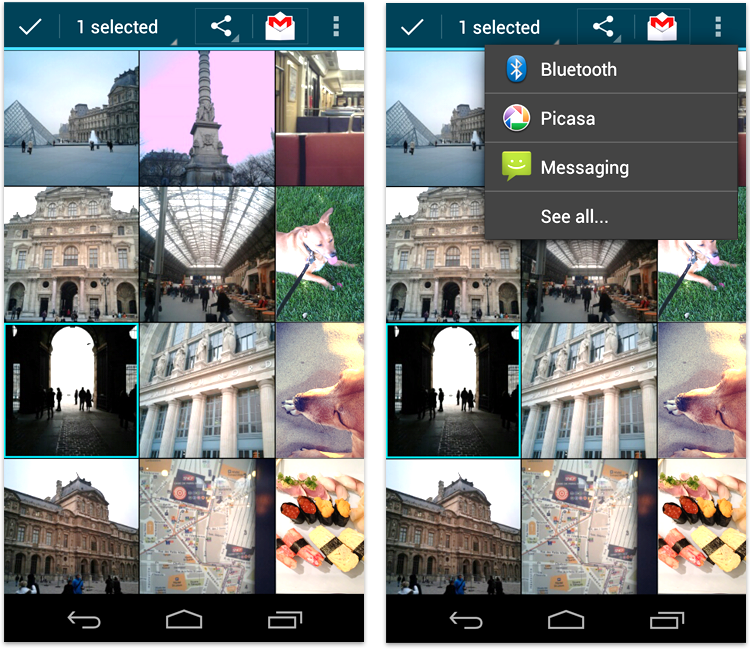 1 selected
1 selected
Bluetooth
Picasa
Messaging
See all...